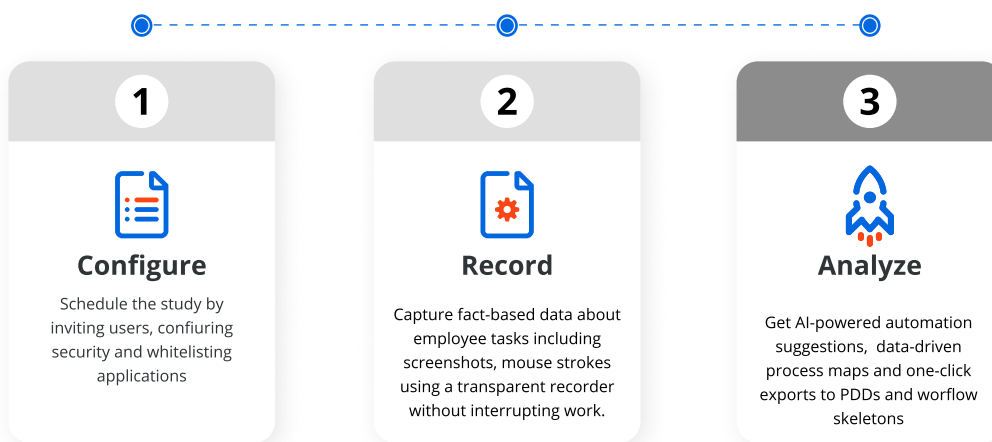 1
Configure
Schedule the study by
inviting users, confiuring
security and whitelisting
applications
2
Record
Capture fact-based data about
employee tasks including
screenshots, mouse strokes
using a transparent recorder
without interrupting work.
3
Analyze
Get AI-powered automation
suggestions,  data-driven
process maps and one-click
exports to PDDs and worflow
skeletons